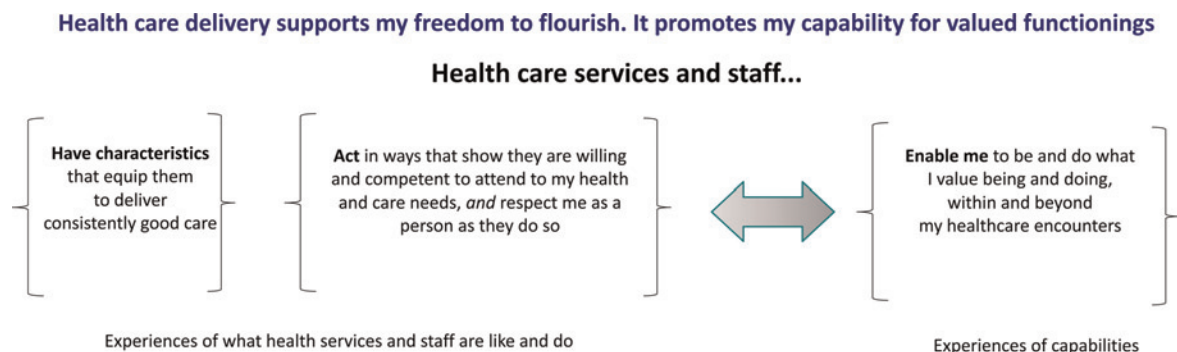 Health care delivery supports my freedom to flourish. It promotes my capability for valued functionings
Health care services and staff...
Have characteristics
that equip them
to deliver
consistently good care
Act in ways that show they are willing
and competent to attend to my health
and care needs, and respect me as a
person as they do so
Enable me to be and do what
I value being and doing,
within and beyond
my healthcare encounters
Experiences of what health services and staff are like and do
Experiences of capabilities